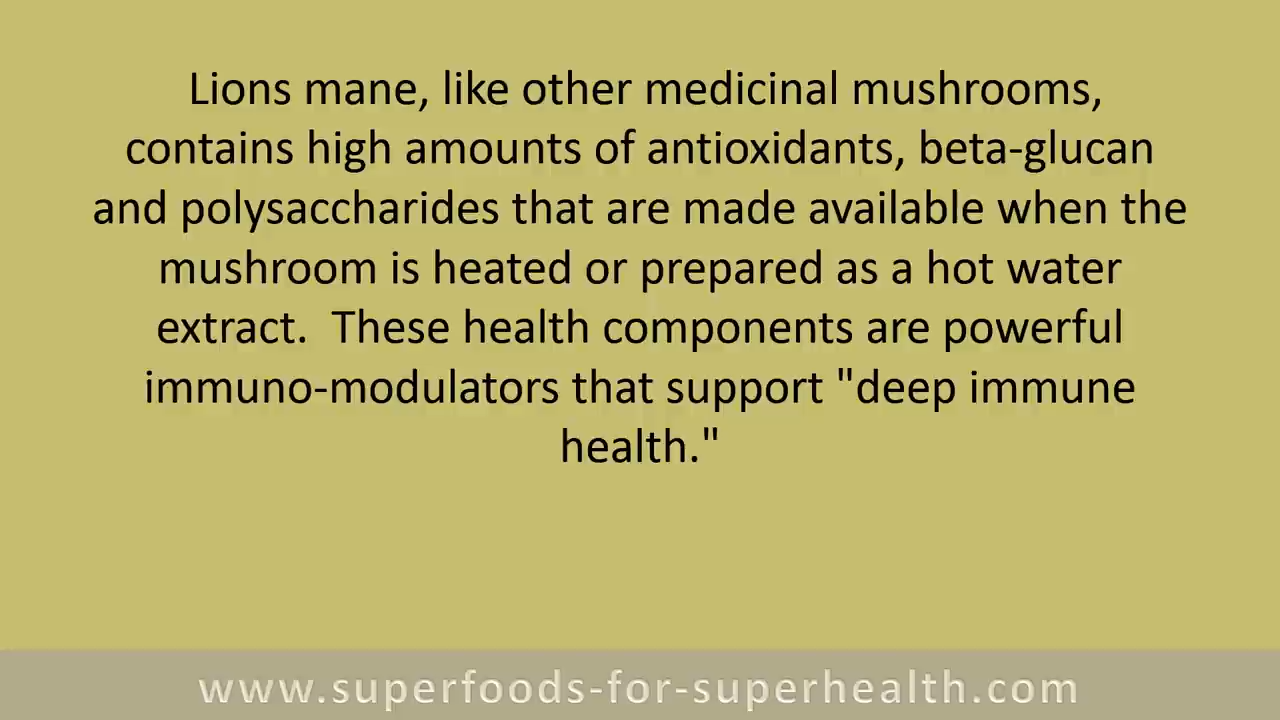 Lions mane, like other medicinal mushrooms,
contains high amounts of antioxidants, beta-glucan
and polysaccharides that are made available when the
mushroom is heated or prepared as a hot water
extract.  These health components are powerful
immuno-modulators that support "deep immune
health."
www.superfoods-for-superhealth.com